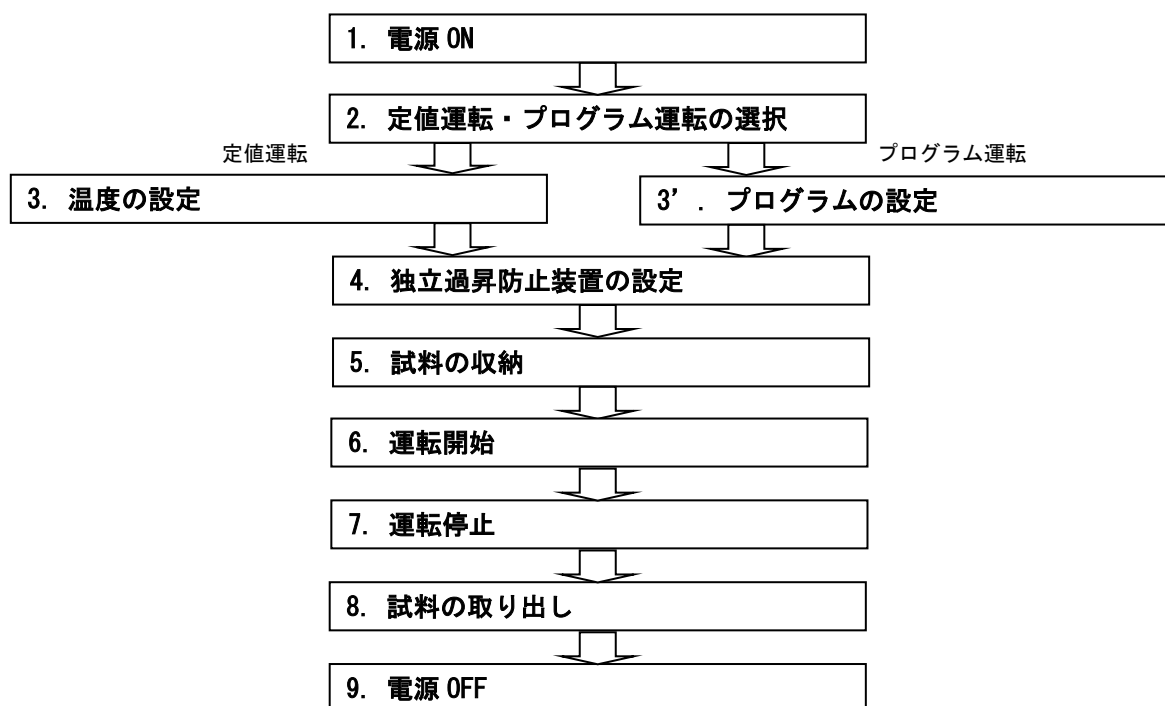 1. 電源 ON
2. 定値運転・プログラム運転の選択
定値運転
プログラム運転
3. 温度の設定
3’. プログラムの設定
4. 独立過昇防止装置の設定
5. 試料の収納
6. 運転開始
7. 運転停止
8. 試料の取り出し
9. 電源 OFF